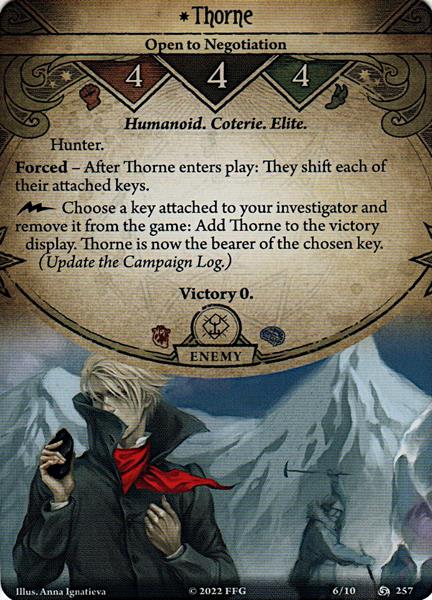 *Thorne
Open to Negotiation
4 4 4
Humanoid. Coterie. Elite.
Hunter.
Forced – After Thorne enters play: They shift each of
their attached keys.
Choose a key attached to your investigator and
remove it from the game: Add Thorne to the victory
display. Thorne is now the bearer of the chosen key.
(Update the Campaign Log.)
Victory 0.
ENEMY
Illus. Anna Ignatieva © 2022 FFG 6/10 257